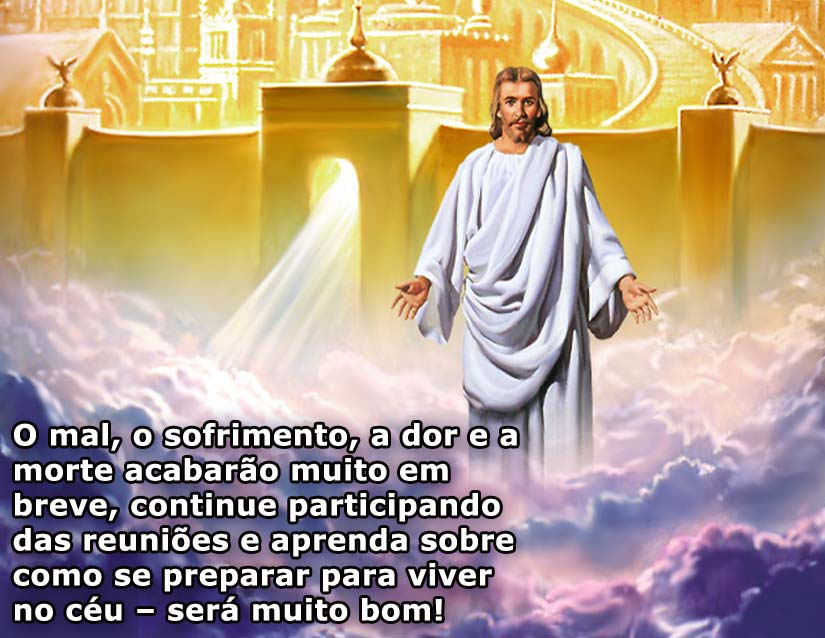 O mal, o sofrimento, a dor e a
morte acabarão muito em
breve, continue participando
das reuniões e aprenda sobre
como se preparar para viver
no céu – será muito bom!